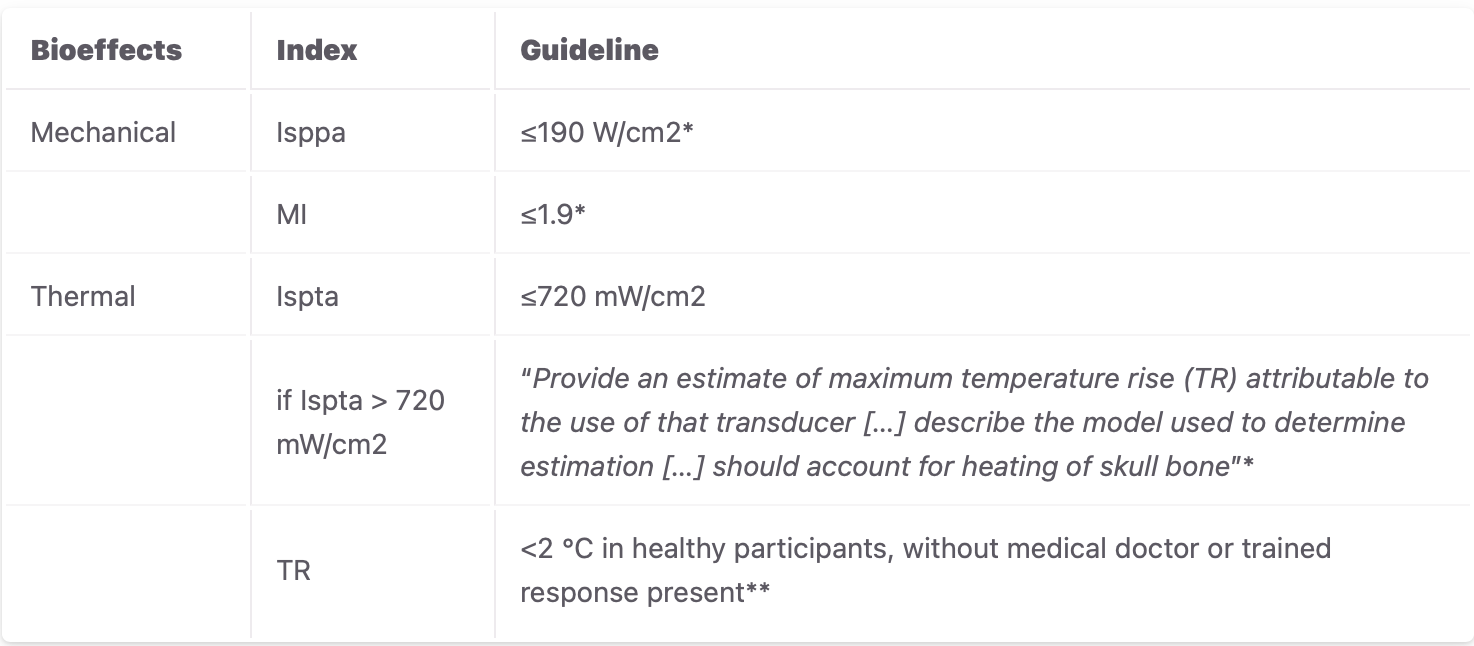 Bioeffects Index Guideline
Mechanical Isppa ≤190 W/cm2*
MI ≤1.9*
Thermal Ispta ≤720 mW/cm2
if Ispta > 720
mW/cm2
“Provide an estimate of maximum temperature rise (TR) attributable to
the use of that transducer [...] describe the model used to determine
estimation [...] should account for heating of skull bone”*
TR
<2 °C in healthy participants, without medical doctor or trained
response present**